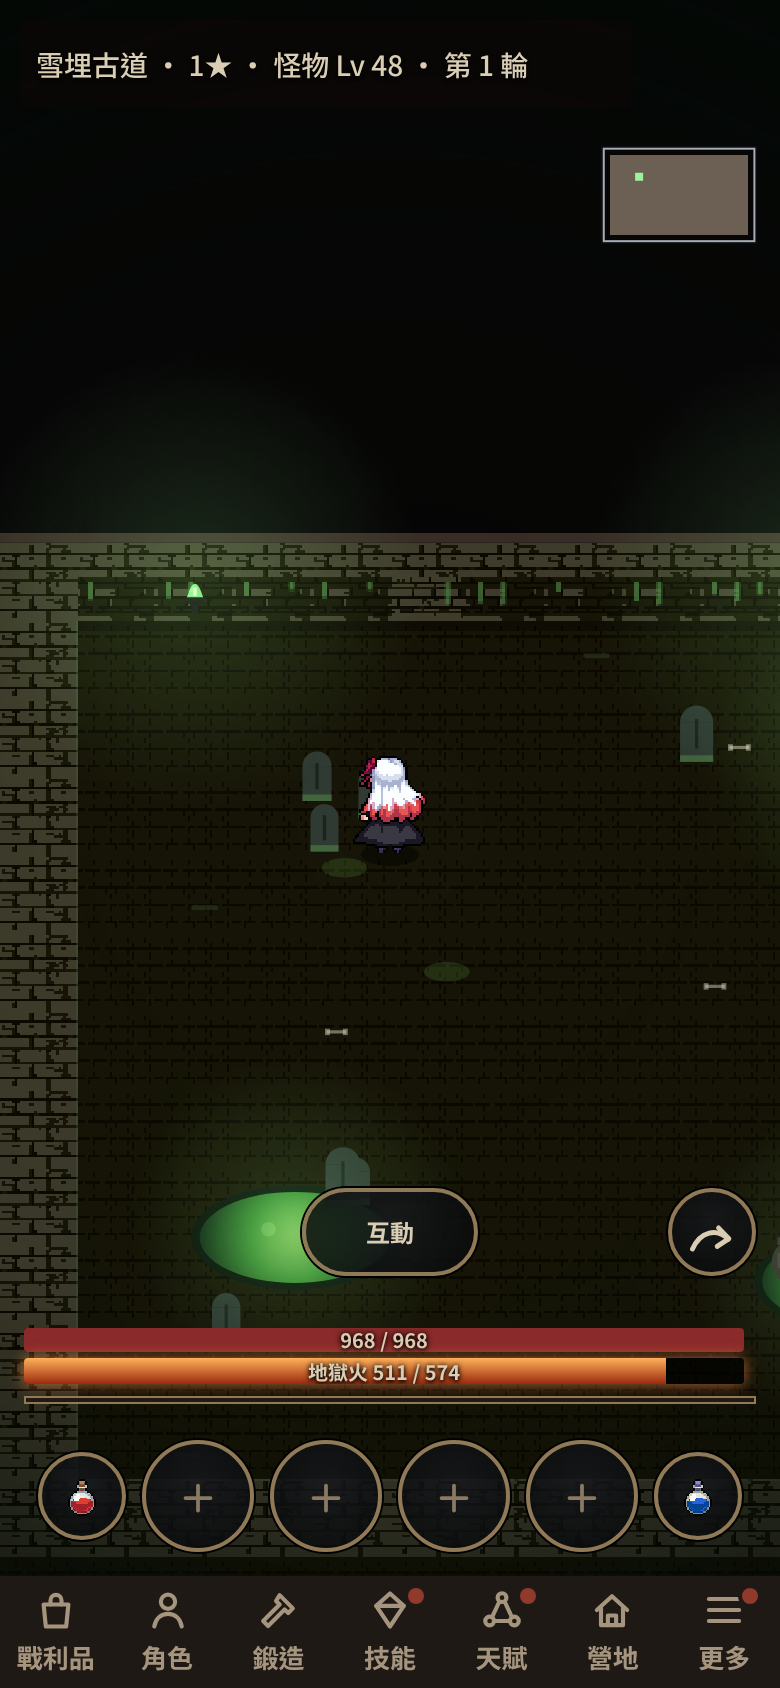 雪埋古道 • 1★ • 怪物 Lv 48 • 第 1 輪
互動
968 / 968
地獄火 511 / 574
戰利品 角色 鍛造 技能 天賦 營地 更多